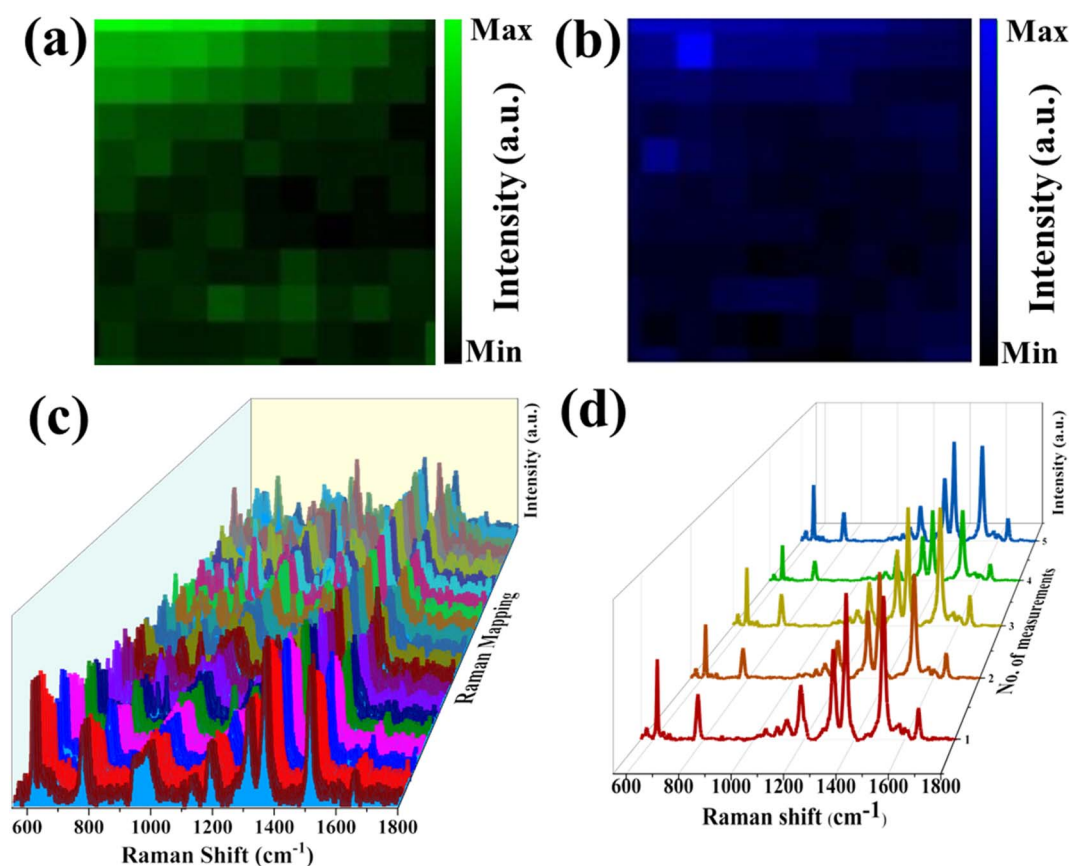 (a)
Max
Intensity (a.u.)
Min
(b)
Max
Intensity (a.u.)
Min
(c)
Intensity (a.u.)
Raman Mapping
600 800 1000 1200 1400 1600 1800
Raman Shift (cm⁻¹)
(d)
Intensity (a.u.)
5
4
3
2
1
No. of measurements
600 800 1000 1200 1400 1600 1800
Raman shift (cm⁻¹)